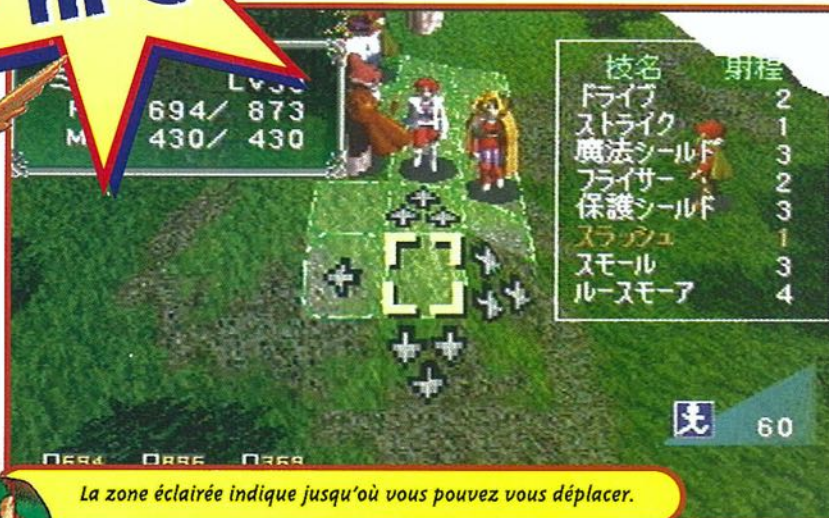 694/ 873
430/ 430
技名 射程
ドライブ 2
ストライク 1
魔法シールド 3
フライサー 2
保護シールド 3
スラッシュ 1
スモール 3
ルースモーア 4
60
La zone éclairée indique jusqu'où vous pouvez vous déplacer.